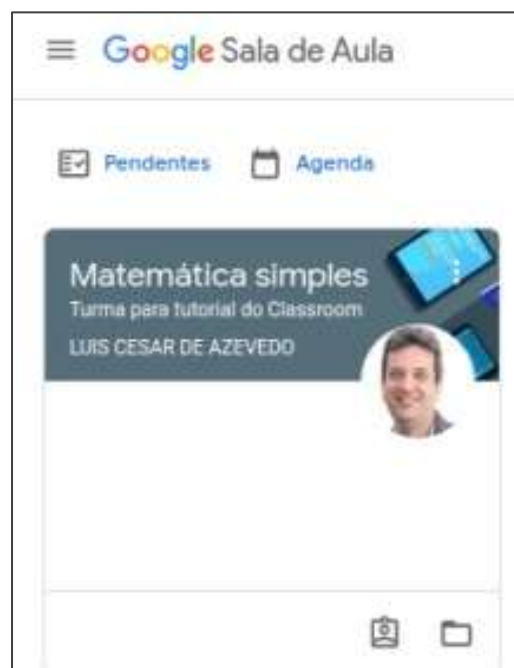 Google Sala de Aula
Pendentes Agenda
Matemática simples
Turma para tutorial do Classroom
LUIS CESAR DE AZEVEDO